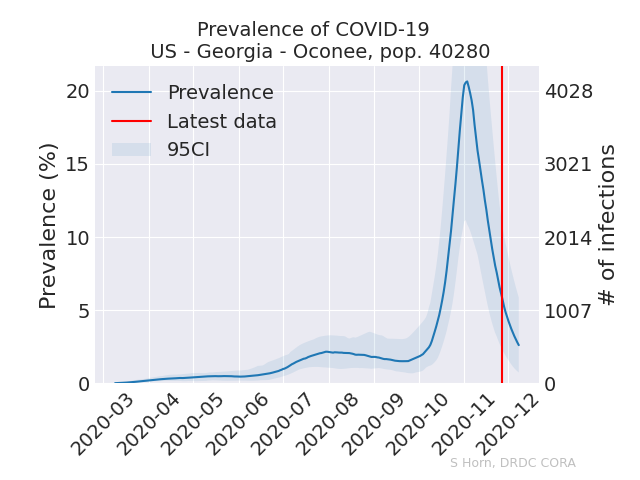 Prevalence of COVID-19
US - Georgia - Oconee, pop. 40280
Prevalence
Latest data
95CI
Prevalence (%)
20
15
10
5
0
4028
3021
2014
1007
0
# of infections
2020-03
2020-04
2020-05
2020-06
2020-07
2020-08
2020-09
2020-10
2020-11
2020-12
S Horn, DRDC CORA